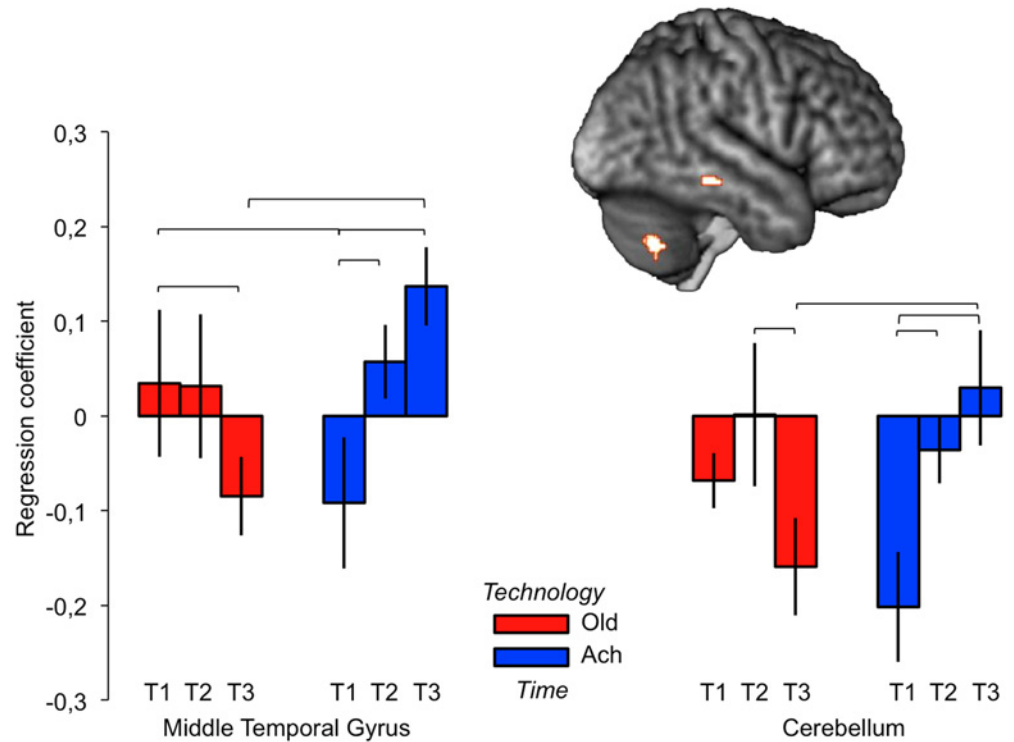 Regression coefficient
0,3
0,2
0,1
0
-0,1
-0,2
-0,3
Technology
Old
Ach
Time
T1 T2 T3 T1 T2 T3
Middle Temporal Gyrus
T1 T2 T3 T1 T2 T3
Cerebellum